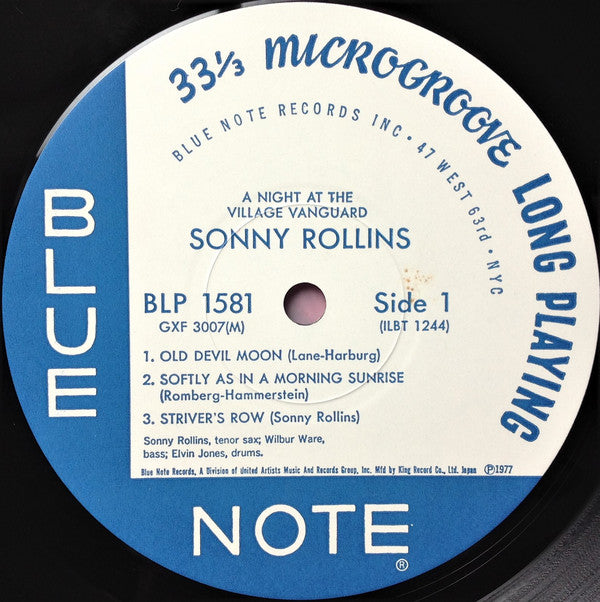 33⅓ MICROGROOVE LONG PLAYING
BLUE NOTE RECORDS INC • 47 WEST 63rd • NYC
A NIGHT AT THE
VILLAGE VANGUARD
SONNY ROLLINS
BLP 1581 Side 1
GXF 3007(M) (ILBT 1244)
1. OLD DEVIL MOON (Lane-Harburg)
2. SOFTLY AS IN A MORNING SUNRISE
(Romberg-Hammerstein)
3. STRIVER'S ROW (Sonny Rollins)
Sonny Rollins, tenor sax; Wilbur Ware,
bass; Elvin Jones, drums.
Blue Note Records, A Division of United Artists Music And Records Group, Inc. Mfd by King Record Co., Ltd. Japan ℗1977
BLUE
NOTE®